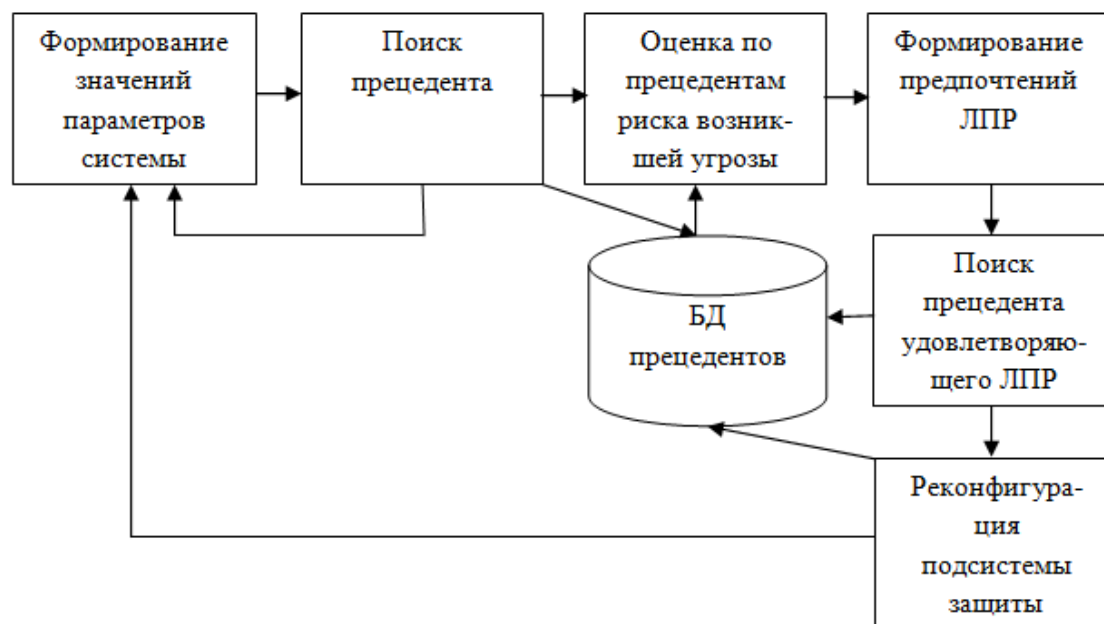 Формирование
значений
параметров
системы
Поиск
прецедента
Оценка по
прецедентам
риска возник-
шей угрозы
Формирование
предпочтений
ЛПР
БД
прецедентов
Поиск
прецедента
удовлетворяю-
щего ЛПР
Реконфигура-
ция
подсистемы
защиты